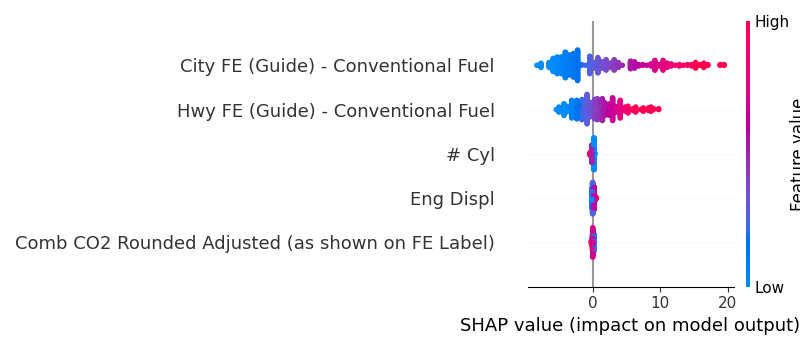 High
City FE (Guide) - Conventional Fuel
Hwy FE (Guide) - Conventional Fuel
# Cyl
Eng Displ
Comb CO2 Rounded Adjusted (as shown on FE Label)
Feature value
Low
0 10 20
SHAP value (impact on model output)